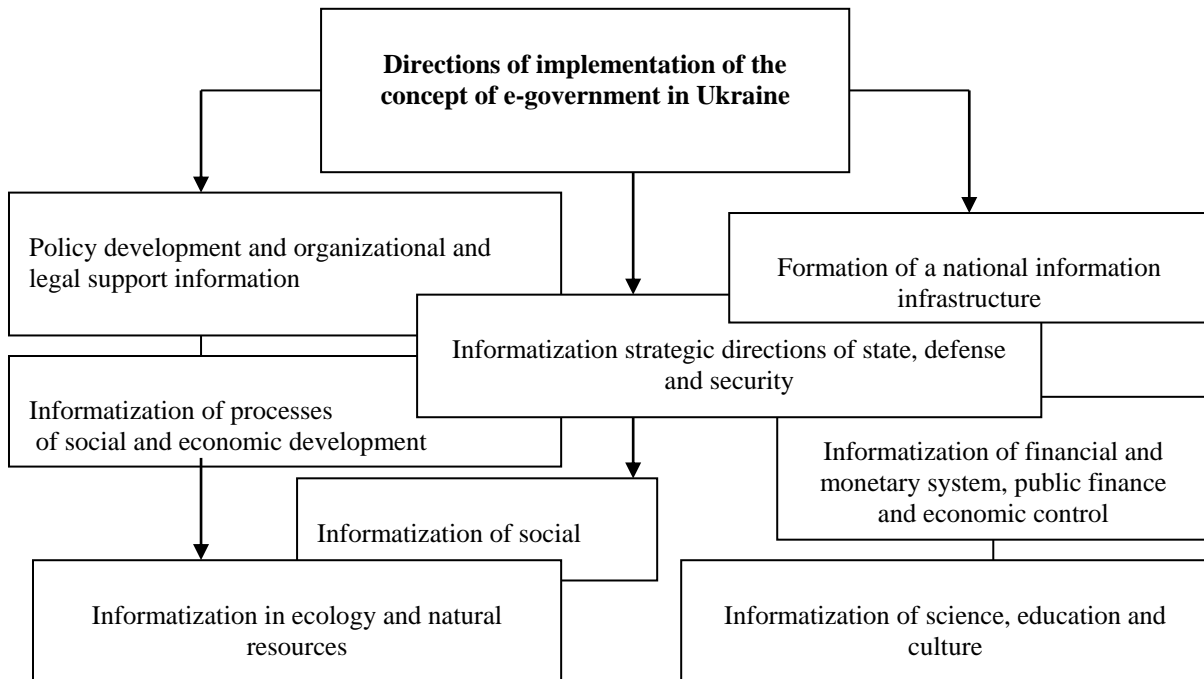 Directions of implementation of the
concept of e-government in Ukraine
Policy development and organizational and
legal support information
Formation of a national information
infrastructure
Informatization strategic directions of state, defense
and security
Informatization of processes
of social and economic development
Informatization of financial and
monetary system, public finance
and economic control
Informatization of social
Informatization in ecology and natural
resources
Informatization of science, education and
culture